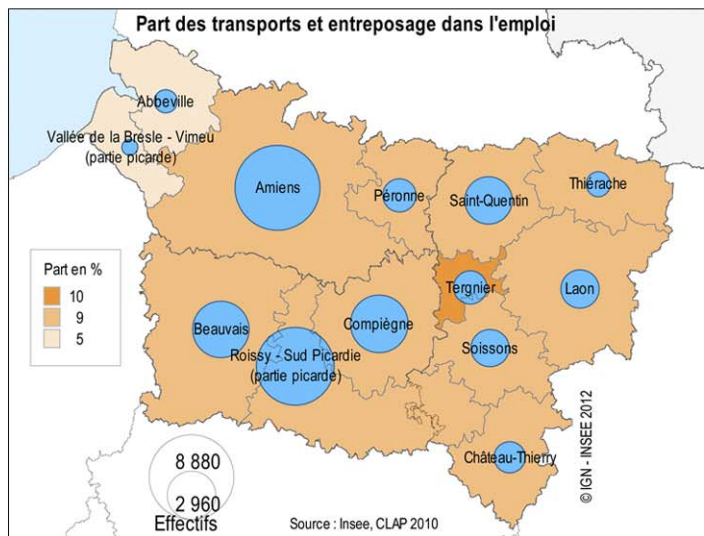 Part des transports et entreposage dans l'emploi
Abbeville
Vallée de la Bresle - Vimeu
(partie picarde)
Amiens
Péronne
Saint-Quentin
Thiérache
Part en %
10
9
5
Tergnier
Laon
Beauvais
Compiègne
Roissy - Sud Picardie
(partie picarde)
Soissons
Château-Thierry
8 880
2 960
Effectifs
Source : Insee, CLAP 2010
© IGN - INSEE 2012